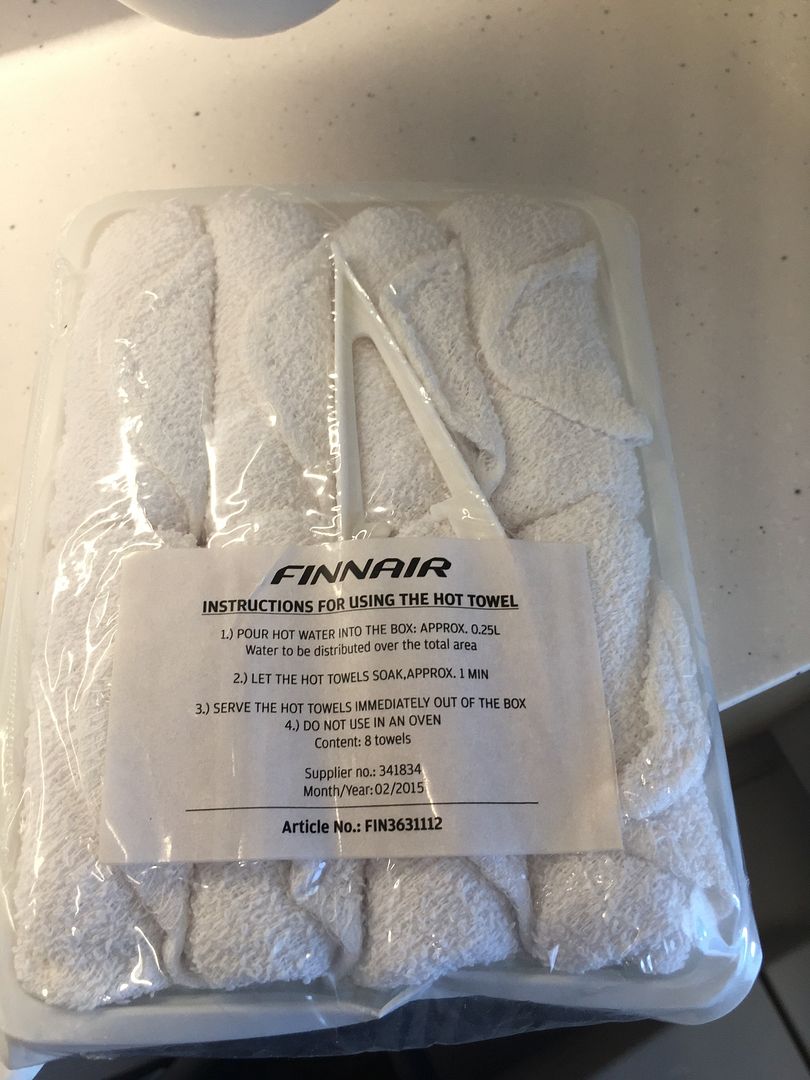 FINNAIR
INSTRUCTIONS FOR USING THE HOT TOWEL
1.) POUR HOT WATER INTO THE BOX: APPROX. 0.25L
Water to be distributed over the total area
2.) LET THE HOT TOWELS SOAK,APPROX. 1 MIN
3.) SERVE THE HOT TOWELS IMMEDIATELY OUT OF THE BOX
4.) DO NOT USE IN AN OVEN
Content: 8 towels
Supplier no.: 341834
Month/Year: 02/2015
Article No.: FIN3631112